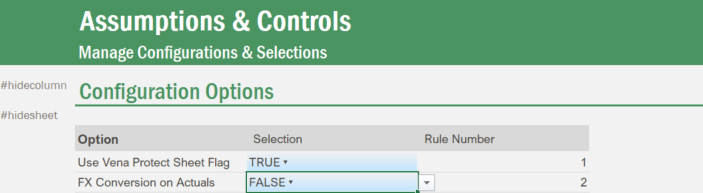 Assumptions & Controls
Manage Configurations & Selections
#hidecolumn
Configuration Options
#hidesheet
Option Selection Rule Number
Use Vena Protect Sheet Flag TRUE 1
FX Conversion on Actuals FALSE 2